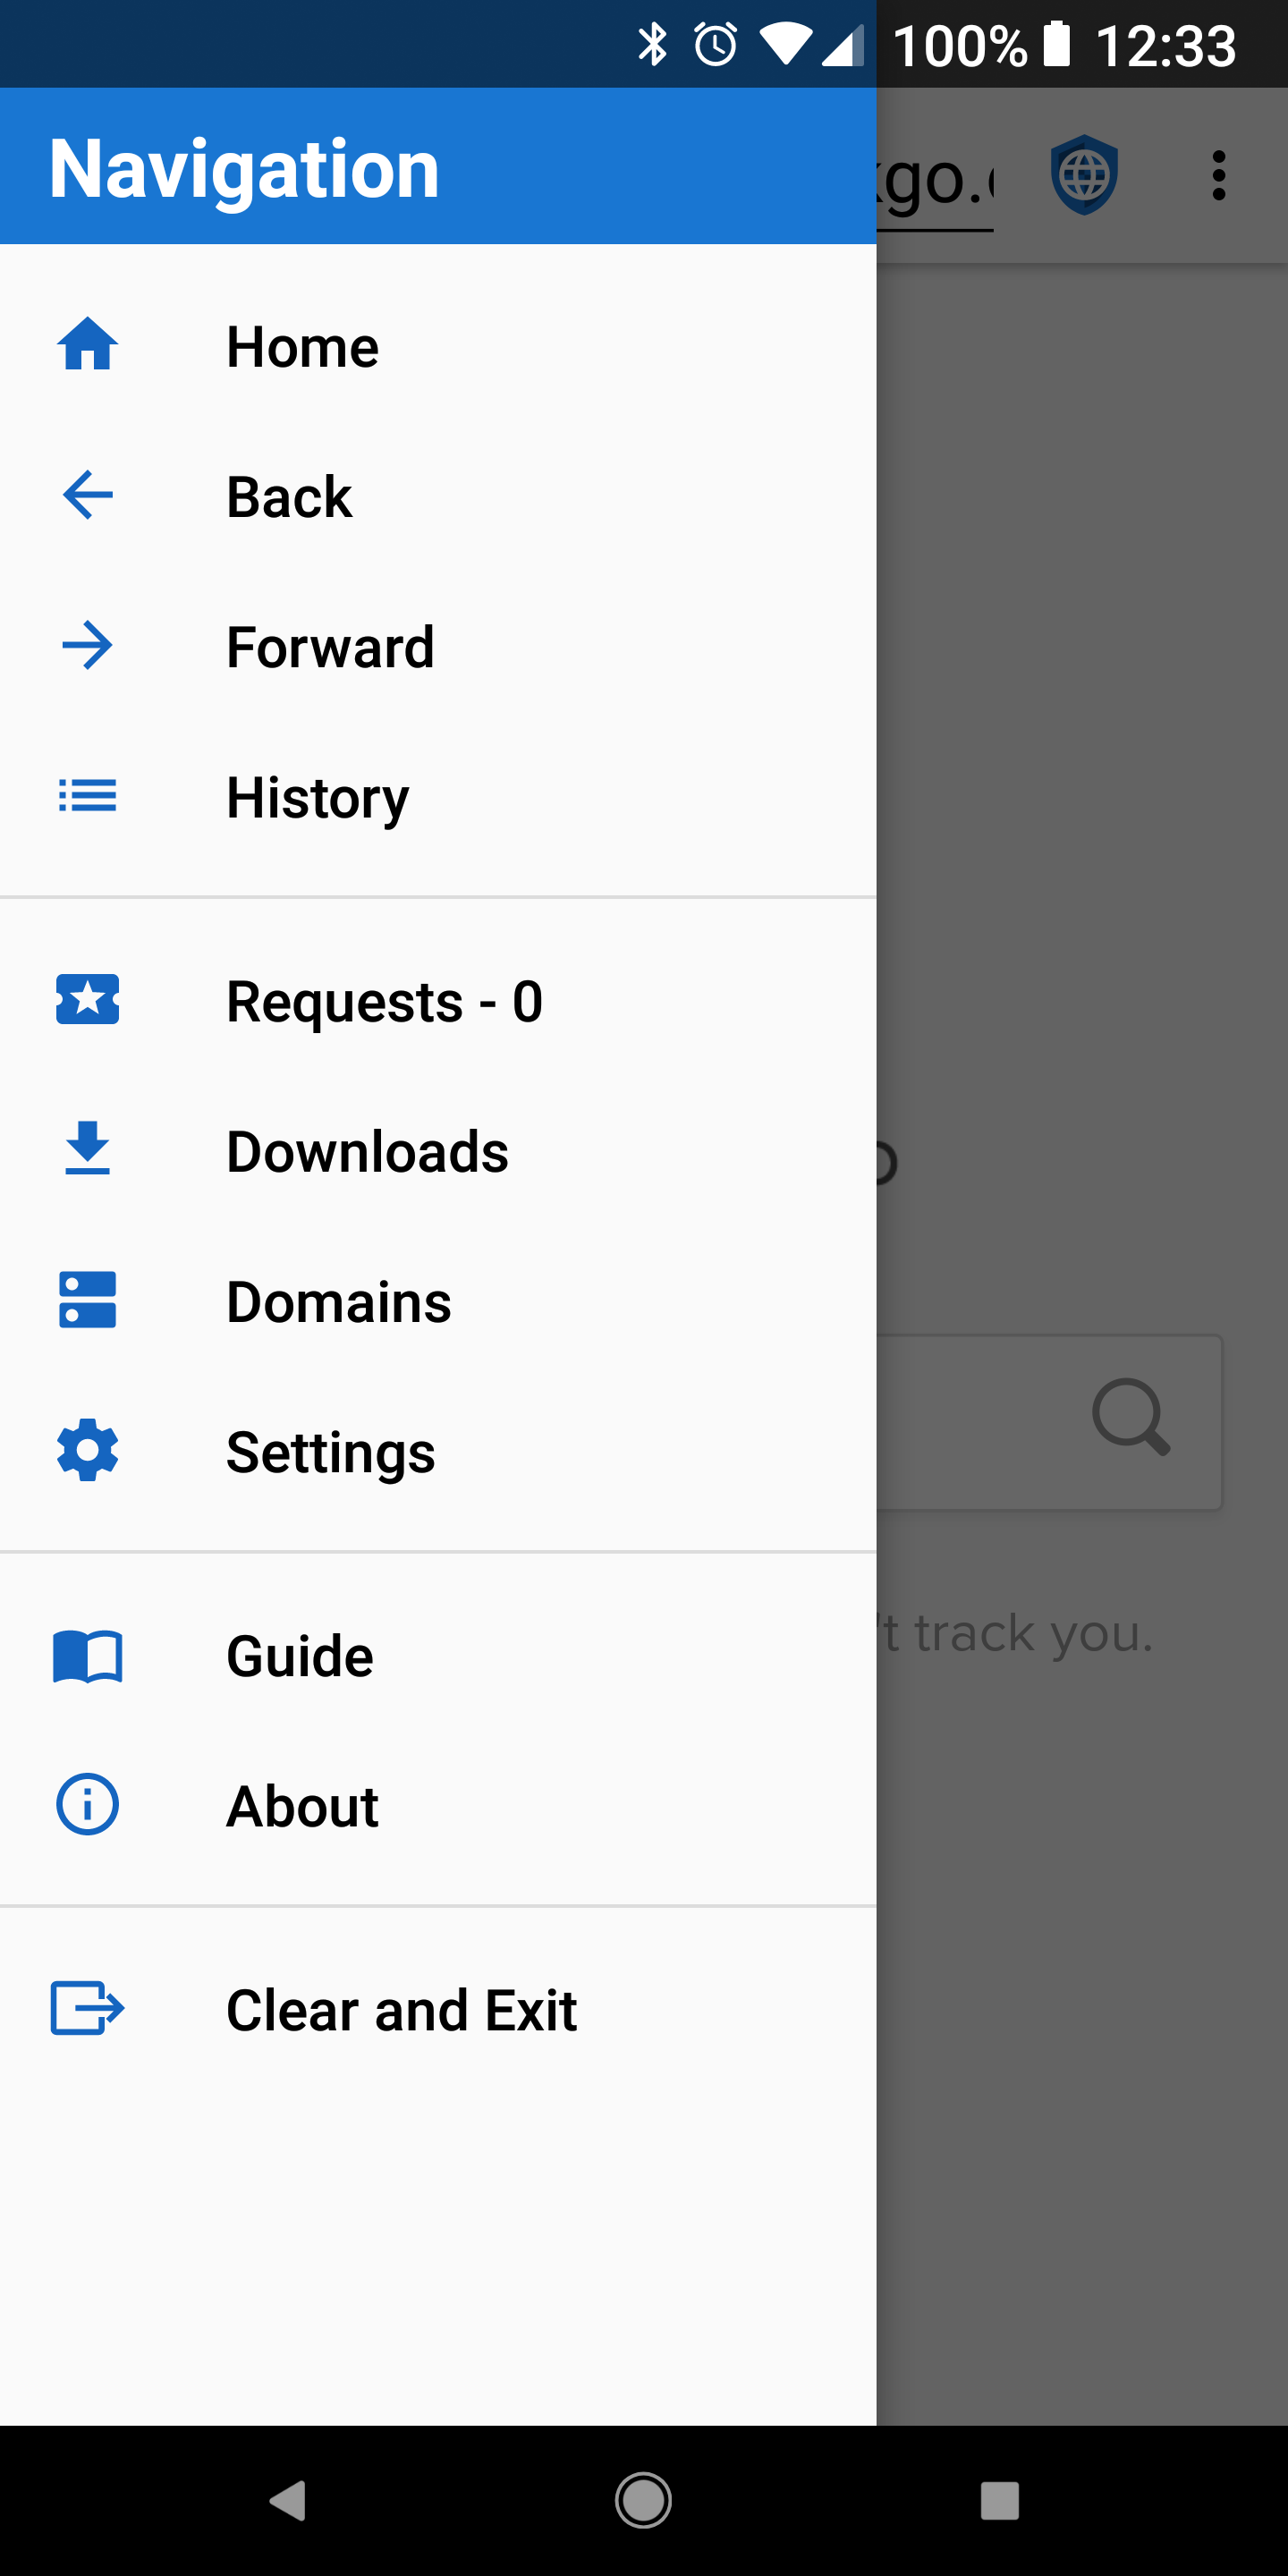 100% 12:33
Navigation
kgo.
Home
Back
Forward
History
Requests - 0
Downloads
Domains
Settings
't track you.
Guide
About
Clear and Exit